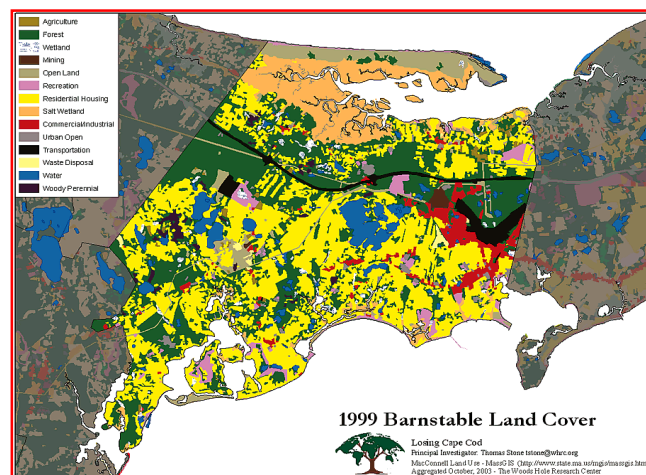 Agriculture
Forest
Wetland
Mining
Open Land
Recreation
Residential Housing
Salt Wetland
Commercial/Industrial
Urban Open
Transportation
Waste Disposal
Water
Woody Perennial
1999 Barnstable Land Cover
Losing Cape Cod
Principal Investigator: Thomas Stone tstone@whrc.org
MacConnell Land Use - MassGIS (http://www.state.ma.us/mgis/massgis.htm
Aggregated October, 2003 - The Woods Hole Research Center